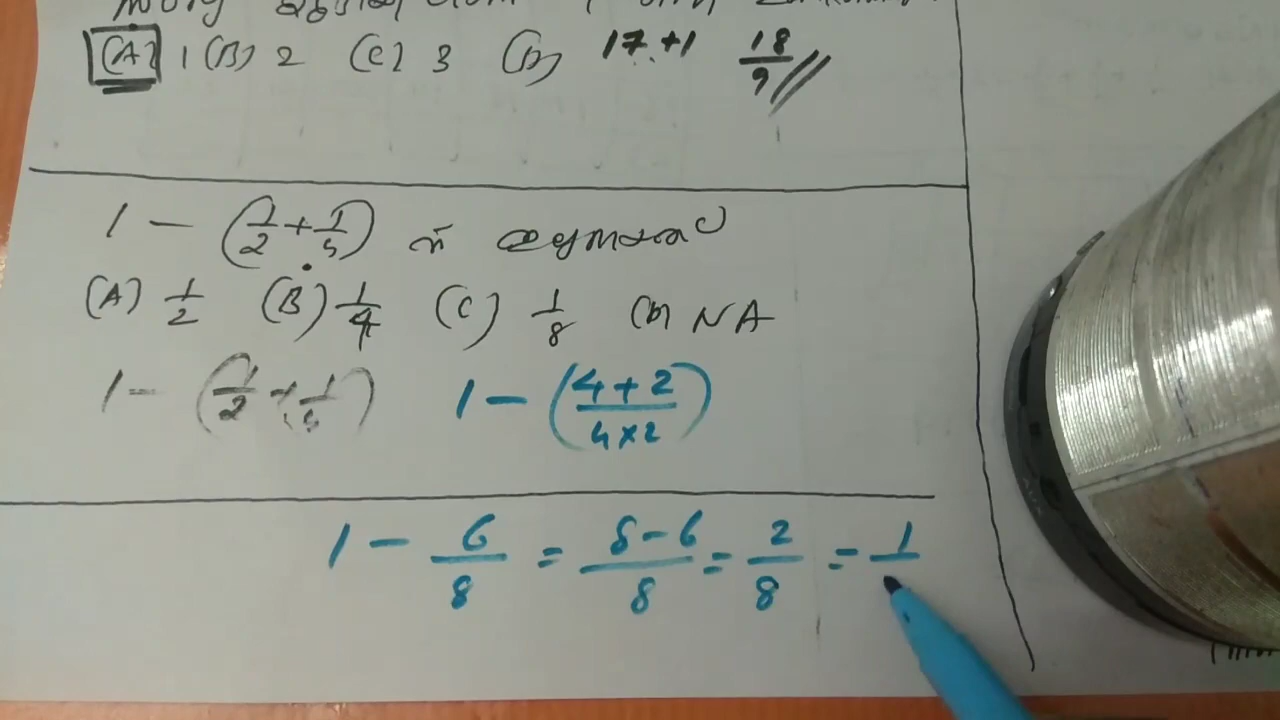 (A) 1 (B) 2 (C) 3 (D) 17+1 18/9
1 - (1/2 + 1/4) ന്
(A) 1/2 (B) 1/4 (C) 1/8 (D) NA
1 - (1/2 + 1/4) 1 - (4+2/4×2)
1 - 6/8 = 8-6/8 = 2/8 = 1